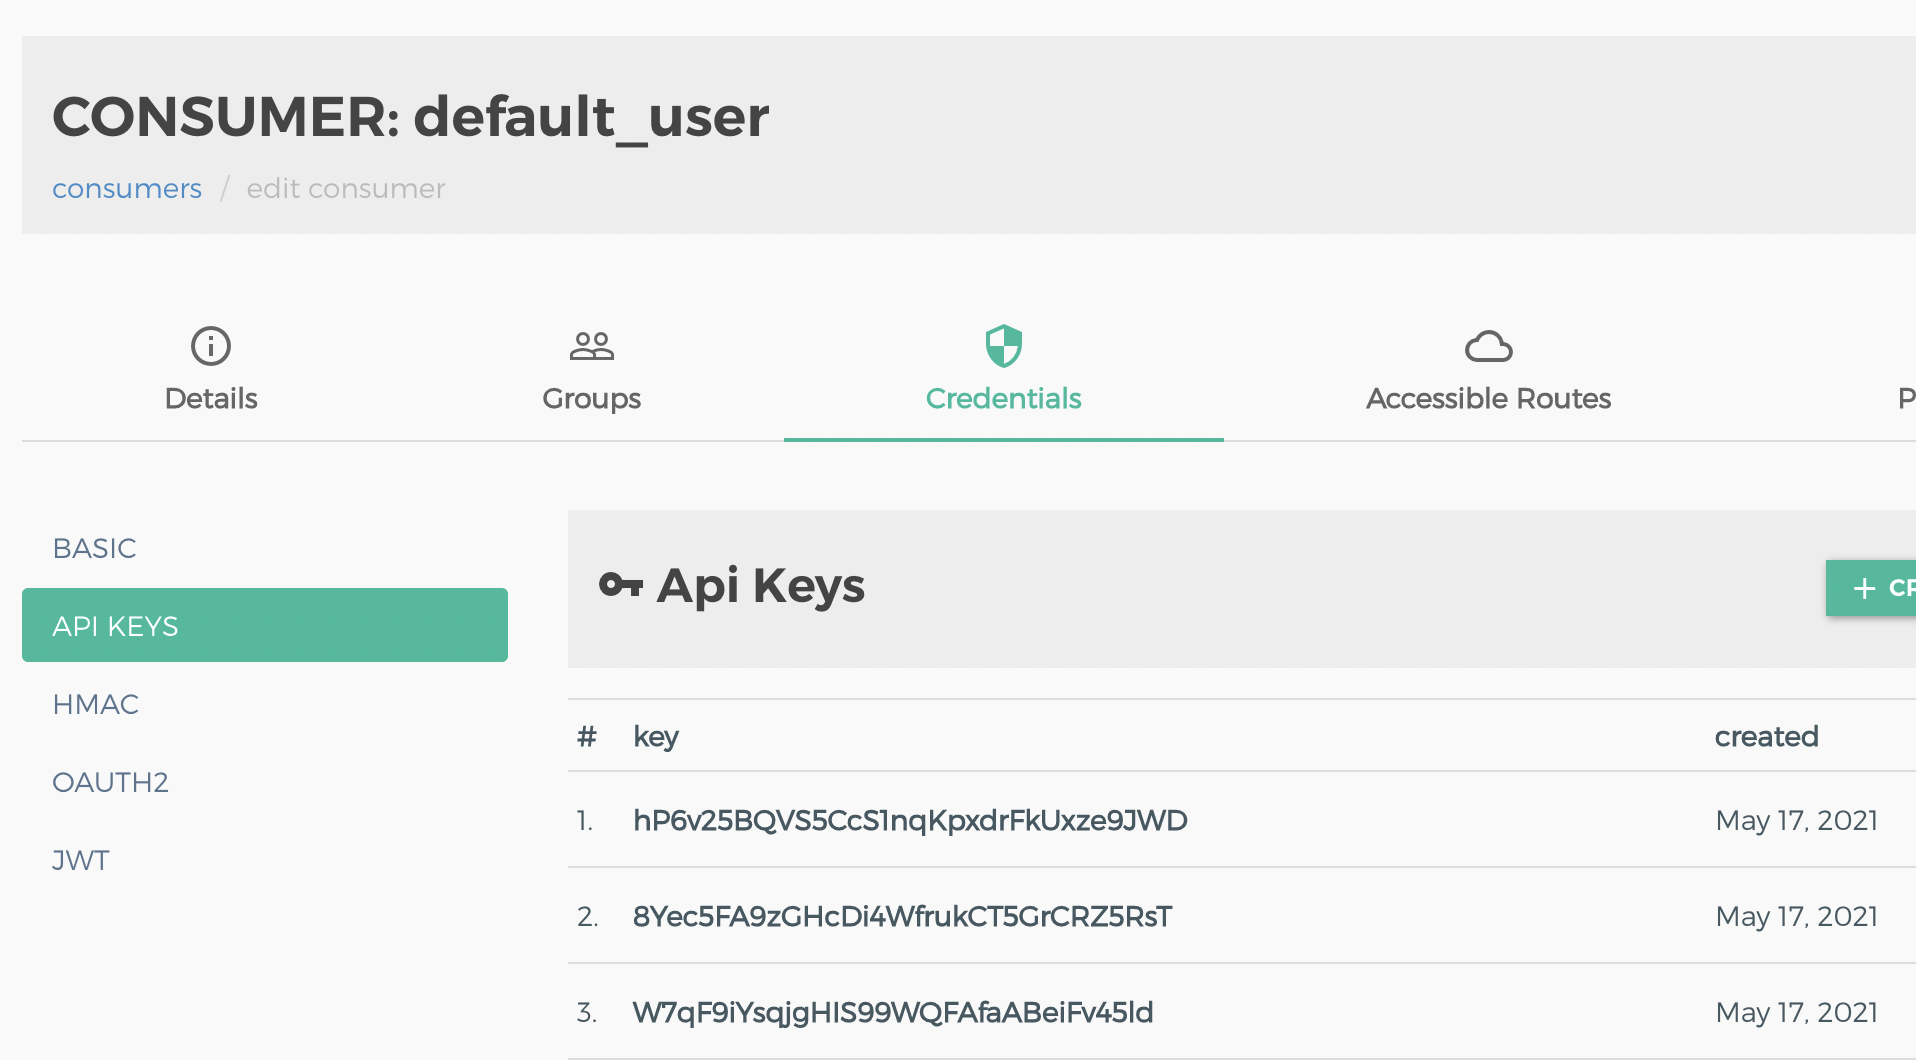 CONSUMER: default_user
consumers / edit consumer
Details Groups Credentials Accessible Routes P
BASIC
API KEYS
HMAC
OAUTH2
JWT
Api Keys
+ CR
# key created
1. hP6v25BQVS5CcS1nqKpxdrFkUxze9JWD May 17, 2021
2. 8Yec5FA9zGHcDi4WfrukCT5GrCRZ5RsT May 17, 2021
3. W7qF9iYsqjgHIS99WQFAfaABeiFv45ld May 17, 2021